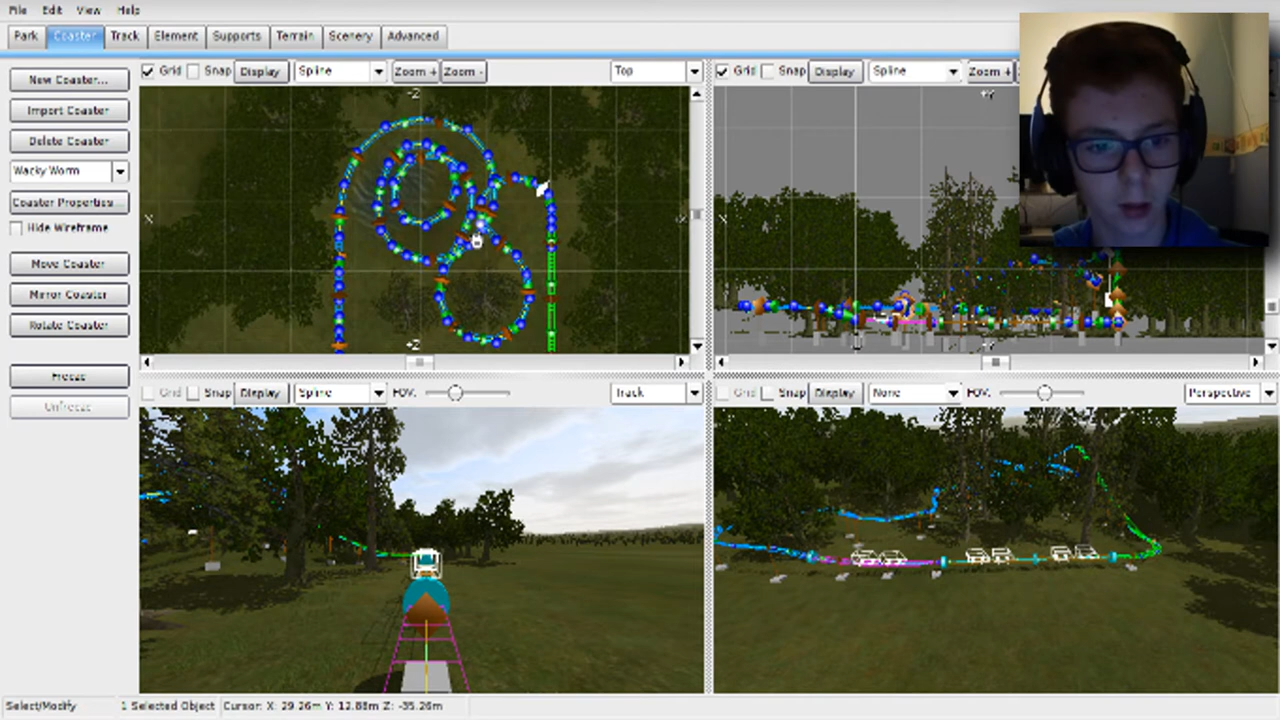 File Edit View Help
Park Coaster Track Element Supports Terrain Scenery Advanced
New Coaster...
Import Coaster
Delete Coaster
Wacky Worm
Coaster Properties...
Hide Wireframe
Move Coaster
Mirror Coaster
Rotate Coaster
Freeze
Unfreeze
Grid Snap Display Spline Zoom + Zoom - Top
Grid Snap Display Spline Zoom +
Grid Snap Display Spline FOV: Track
Grid Snap Display None FOV: Perspective
Select/Modify 1 Selected Object Cursor: X: 29.26m Y: 12.88m Z: -35.26m